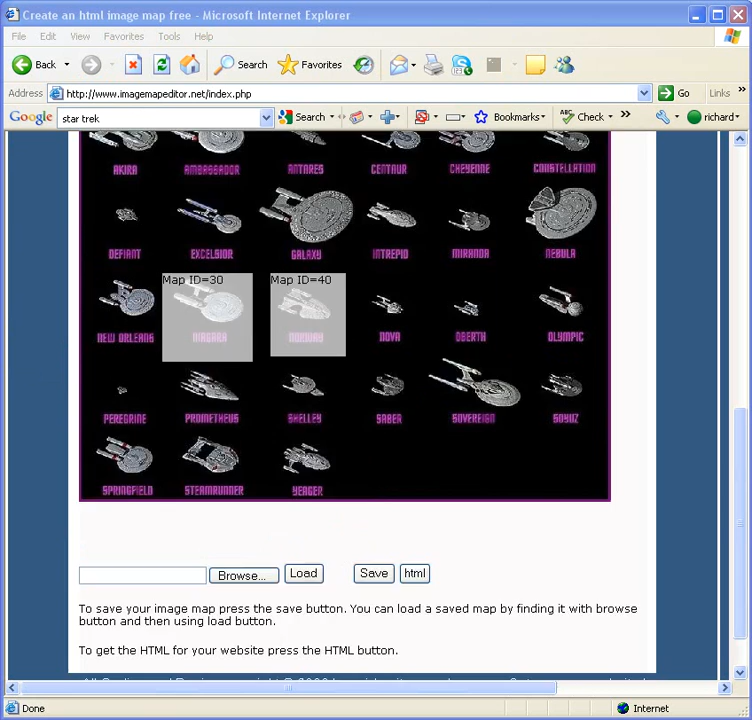 Create an html image map free - Microsoft Internet Explorer
File Edit View Favorites Tools Help
Back Search Favorites
Address http://www.imagemapeditor.net/index.php Go Links »
Google star trek Search Bookmarks Check » richard
AKIRA AMBASSADOR ANTARES CENTAUR CHEYENNE CONSTELLATION
DEFIANT EXCELSIOR GALAXY INTREPID MIRANDA NEBULA
Map ID=30 Map ID=40
NEW ORLEANS NIAGARA NORWAY NOVA OBERTH OLYMPIC
PEREGRINE PROMETHEUS SHELLEY SABER SOVEREIGN SOYUZ
SPRINGFIELD STEAMRUNNER YEAGER
Browse... Load Save html
To save your image map press the save button. You can load a saved map by finding it with browse
button and then using load button.
To get the HTML for your website press the HTML button.
Done Internet